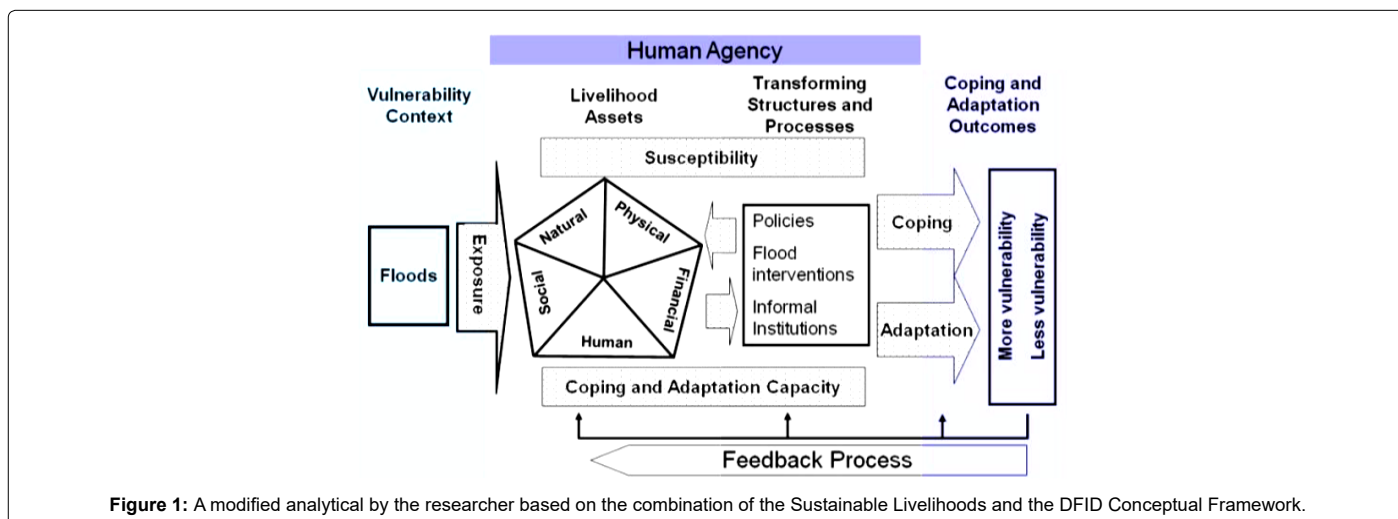 Human Agency
Vulnerability
Context
Livelihood
Assets
Transforming
Structures and
Processes
Coping and
Adaptation
Outcomes
Susceptibility
Floods
Exposure
Natural
Physical
Social
Financial
Human
Policies
Flood
interventions
Informal
Institutions
Coping
Adaptation
More vulnerability
Less vulnerability
Coping and Adaptation Capacity
Feedback Process
Figure 1: A modified analytical by the researcher based on the combination of the Sustainable Livelihoods and the DFID Conceptual Framework.